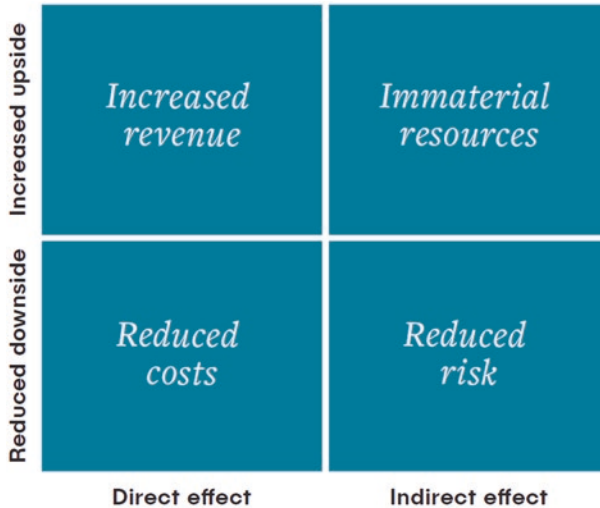 Increased upside
Increased
revenue
Immaterial
resources
Reduced downside
Reduced
costs
Reduced
risk
Direct effect
Indirect effect